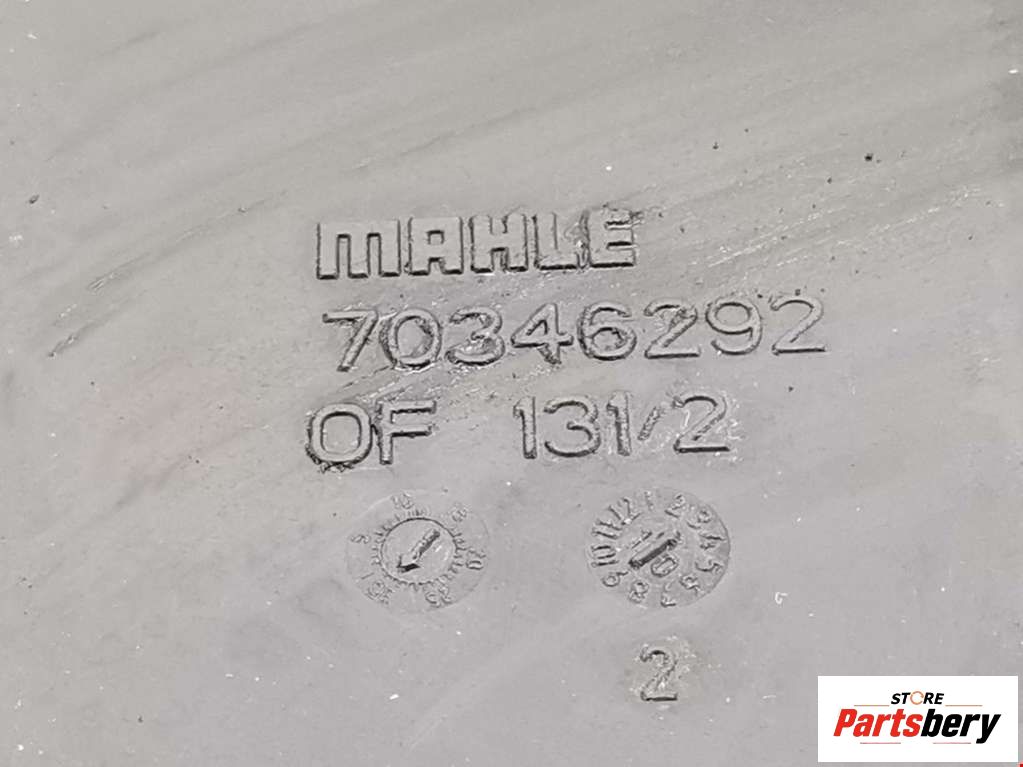 MAHLE
70346292
OF 131-2
2
STORE
Partsbery